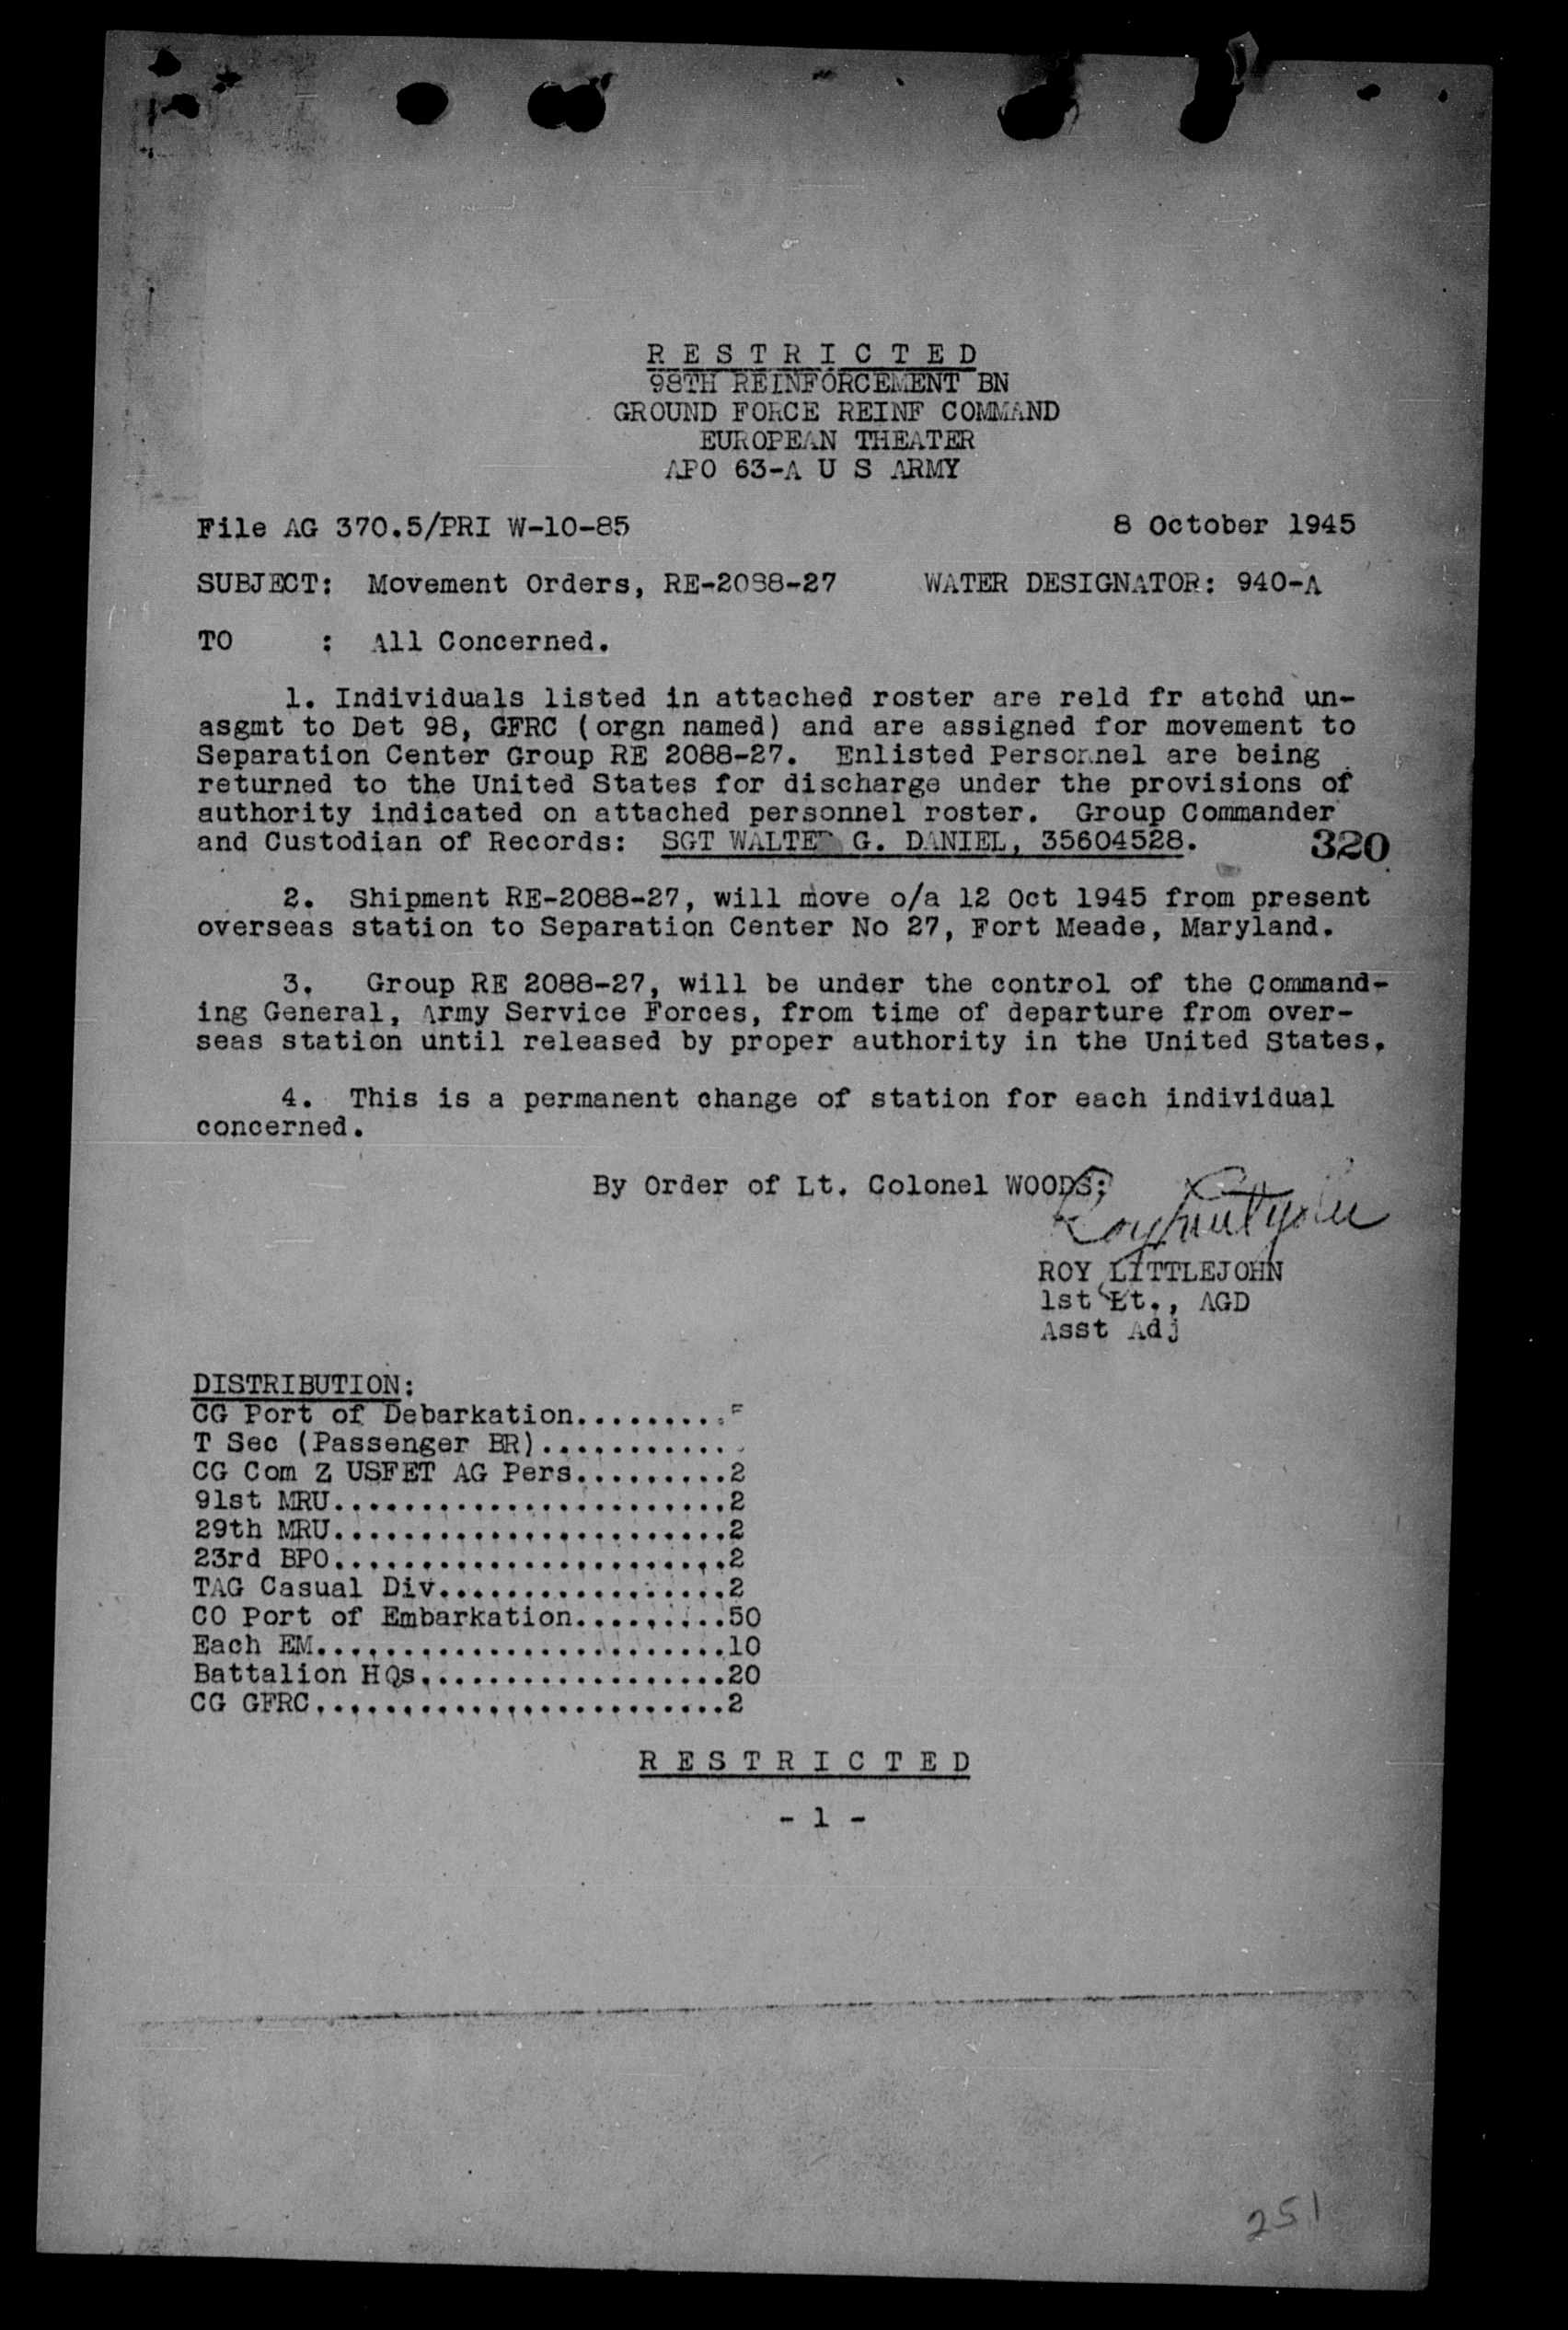 R E S T R I C T E D
98TH REINFORCEMENT BN
GROUND FORCE REINF COMMAND
EUROPEAN THEATER
APO 63-A U S ARMY
File AG 370.5/PRI W-10-85 8 October 1945
SUBJECT: Movement Orders, RE-2088-27 WATER DESIGNATOR: 940-A
TO : All Concerned.
1. Individuals listed in attached roster are reld fr atchd un-
asgmt to Det 98, GFRC (orgn named) and are assigned for movement to
Separation Center Group RE 2088-27. Enlisted Personnel are being
returned to the United States for discharge under the provisions of
authority indicated on attached personnel roster. Group Commander
and Custodian of Records: SGT WALTER G. DANIEL, 35604528. 320
2. Shipment RE-2088-27, will move o/a 12 Oct 1945 from present
overseas station to Separation Center No 27, Fort Meade, Maryland.
3. Group RE 2088-27, will be under the control of the Command-
ing General, Army Service Forces, from time of departure from over-
seas station until released by proper authority in the United States.
4. This is a permanent change of station for each individual
concerned.
By Order of Lt. Colonel WOODS:
Roy Littlejohn
ROY LITTLEJOHN
1st Lt., AGD
Asst Adj
DISTRIBUTION:
CG Port of Debarkation..........
T Sec (Passenger BR)............
CG Com Z USFET AG Pers.........2
91st MRU.......................2
29th MRU.......................2
23rd BPO.......................2
TAG Casual Div.................2
CO Port of Embarkation.........50
Each EM........................10
Battalion HQs..................20
CG GFRC........................2
R E S T R I C T E D
- 1 -
251